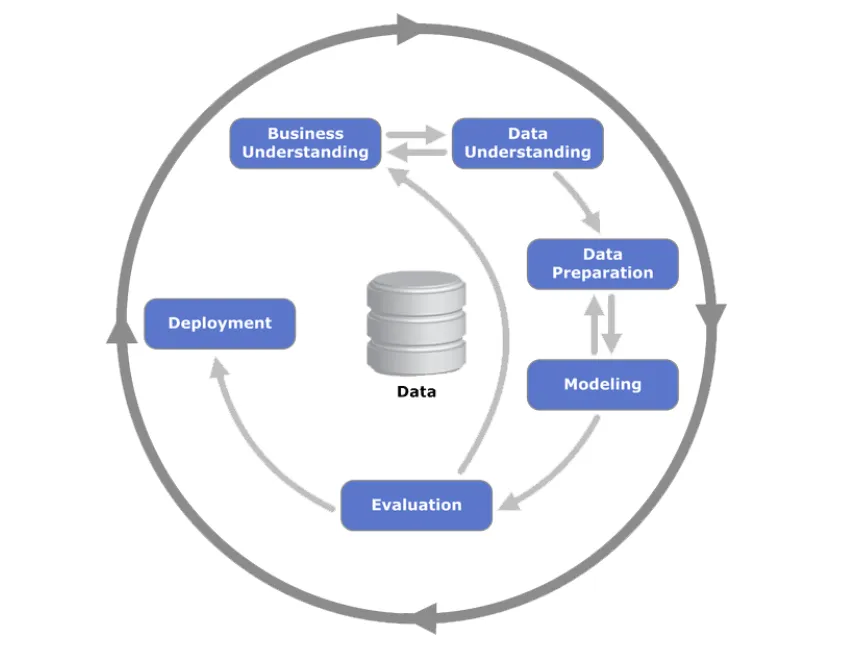 Business
Understanding
Data
Understanding
Data
Preparation
Modeling
Evaluation
Deployment
Data